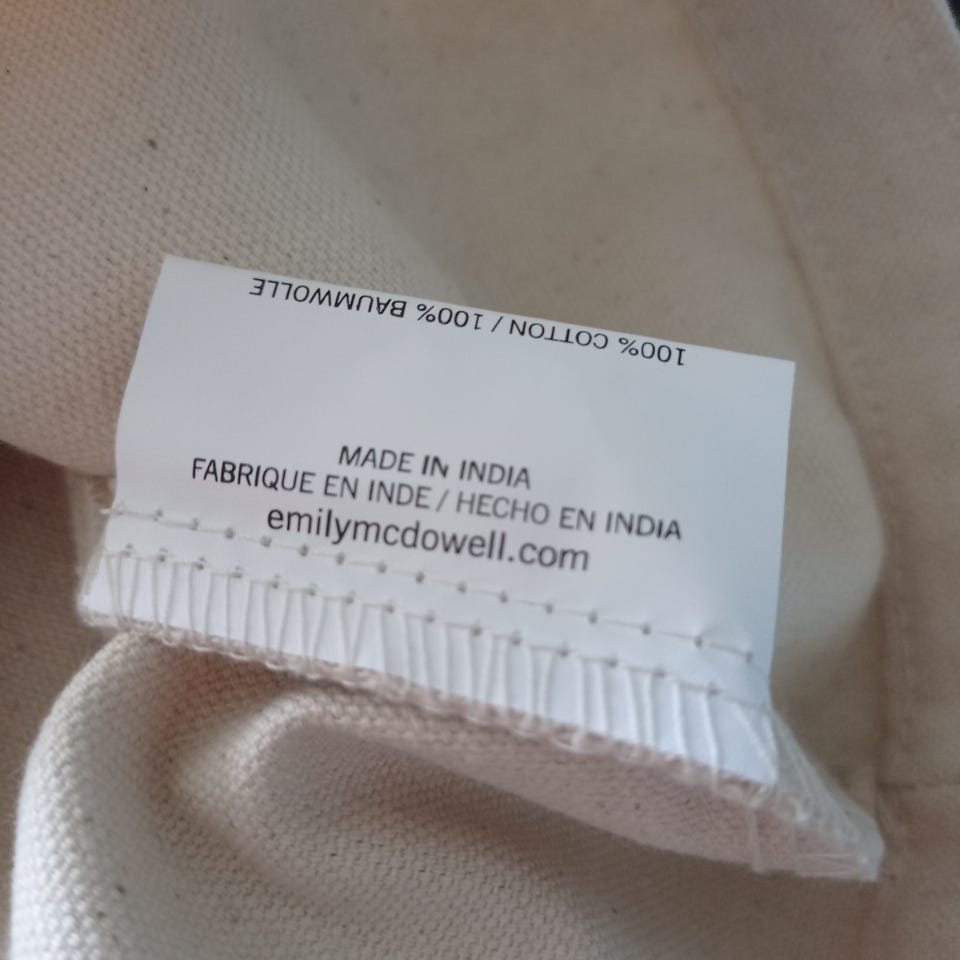 100% COTTON / 100% BAUMWOLLE
MADE IN INDIA
FABRIQUE EN INDE / HECHO EN INDIA
emilymcdowell.com